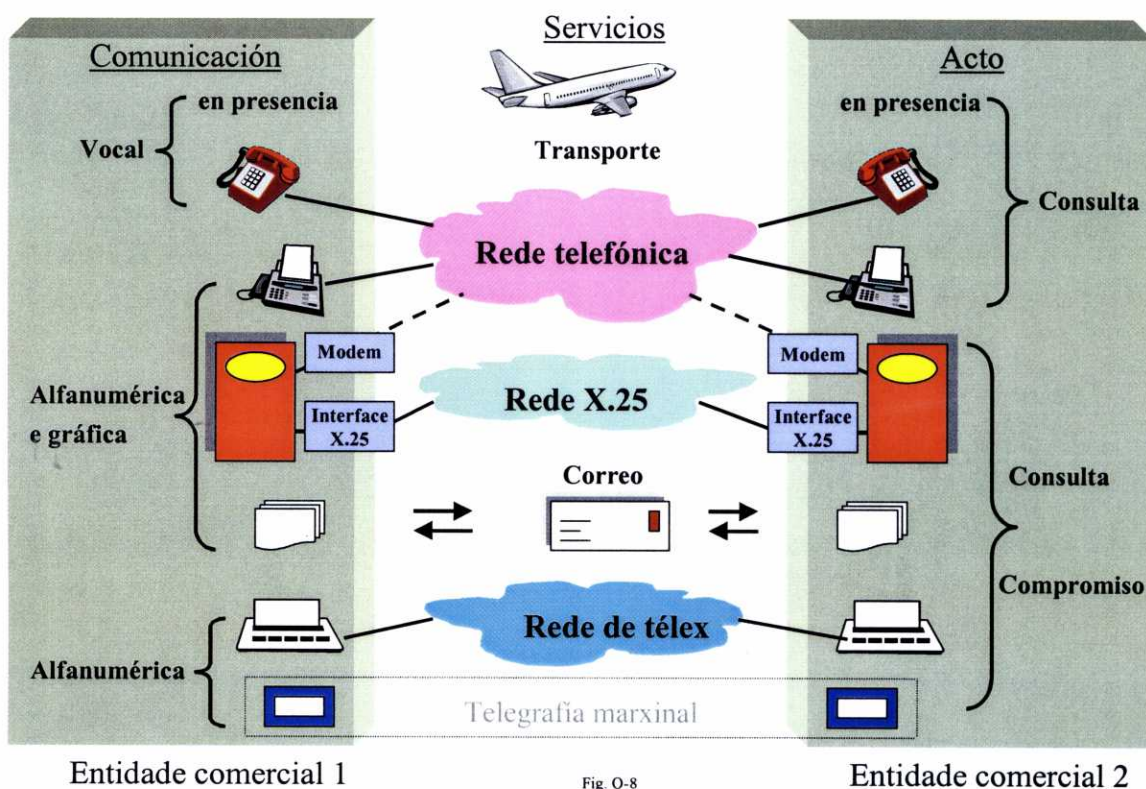 Servicios
Comunicación
Acto
en presencia
en presencia
Vocal
Transporte
Consulta
Rede telefónica
Modem
Modem
Alfanumérica
e gráfica
Rede X.25
Interface
X.25
Interface
X.25
Correo
Consulta
Compromiso
Rede de télex
Alfanumérica
Telegrafía marxinal
Entidade comercial 1
Fig. O-8
Entidade comercial 2